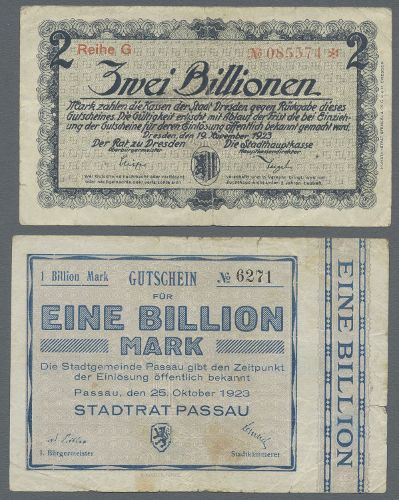 2 2
Reihe G № 085574 *
Zwei Billionen
Mark zahlen die Kassen der Stadt Dresden gegen Rückgabe dieses
Gutscheines. Die Gültigkeit erlischt mit Ablauf der Frist die bei Einzieh-
ung der Gutscheine für deren Einlösung öffentlich bekannt gemacht wird.
Dresden, den 19. November 1923
Der Rat zu Dresden Die Stadthauptkasse
Oberbürgermeister
1 Billion Mark GUTSCHEIN № 6271
FÜR
EINE BILLION
MARK
Die Stadtgemeinde Passau gibt den Zeitpunkt
der Einlösung öffentlich bekannt
Passau, den 25. Oktober 1923
STADTRAT PASSAU
I. Bürgermeister Stadtkämmerer
EINE BILLION